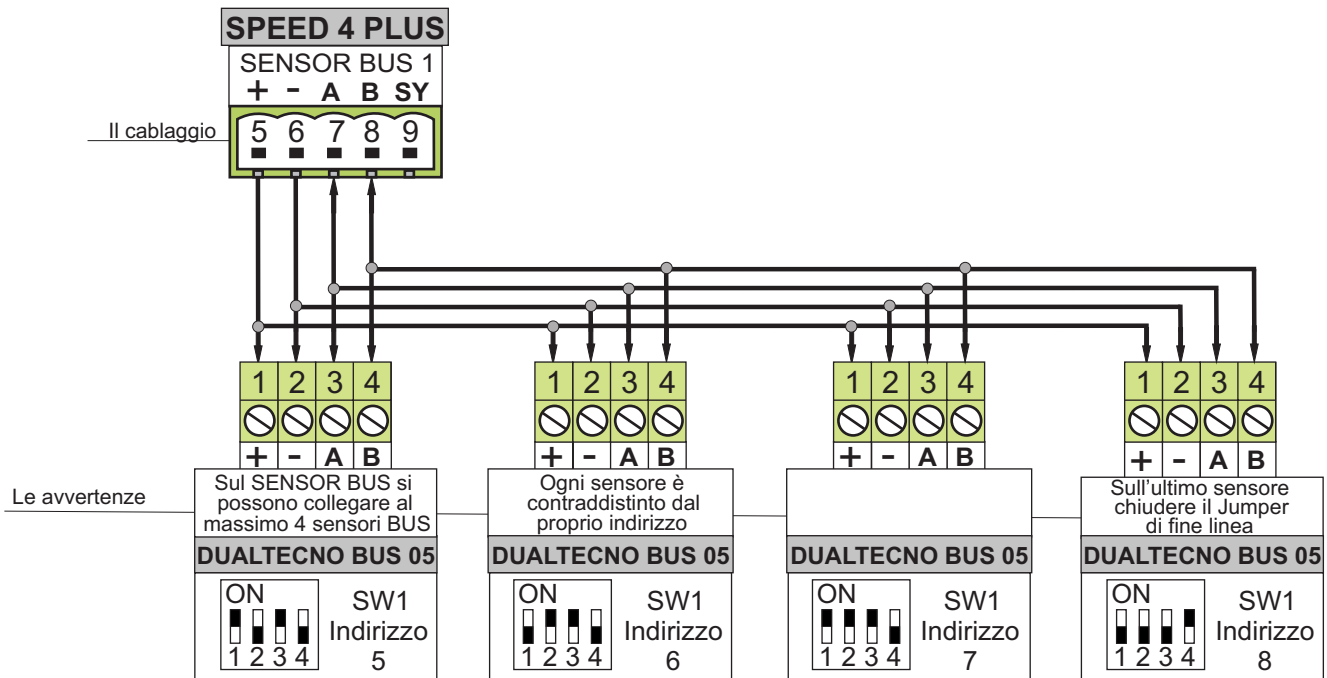 SPEED 4 PLUS
SENSOR BUS 1
+ - A B SY
Il cablaggio
5 6 7 8 9
1 2 3 4
1 2 3 4
1 2 3 4
1 2 3 4
+ - A B
+ - A B
+ - A B
+ - A B
Le avvertenze
Sul SENSOR BUS si
possono collegare al
massimo 4 sensori BUS
Ogni sensore è
contraddistinto dal
proprio indirizzo
Sull'ultimo sensore
chiudere il Jumper
di fine linea
DUALTECNO BUS 05
DUALTECNO BUS 05
DUALTECNO BUS 05
DUALTECNO BUS 05
ON
1 2 3 4
SW1
Indirizzo
5
ON
1 2 3 4
SW1
Indirizzo
6
ON
1 2 3 4
SW1
Indirizzo
7
ON
1 2 3 4
SW1
Indirizzo
8